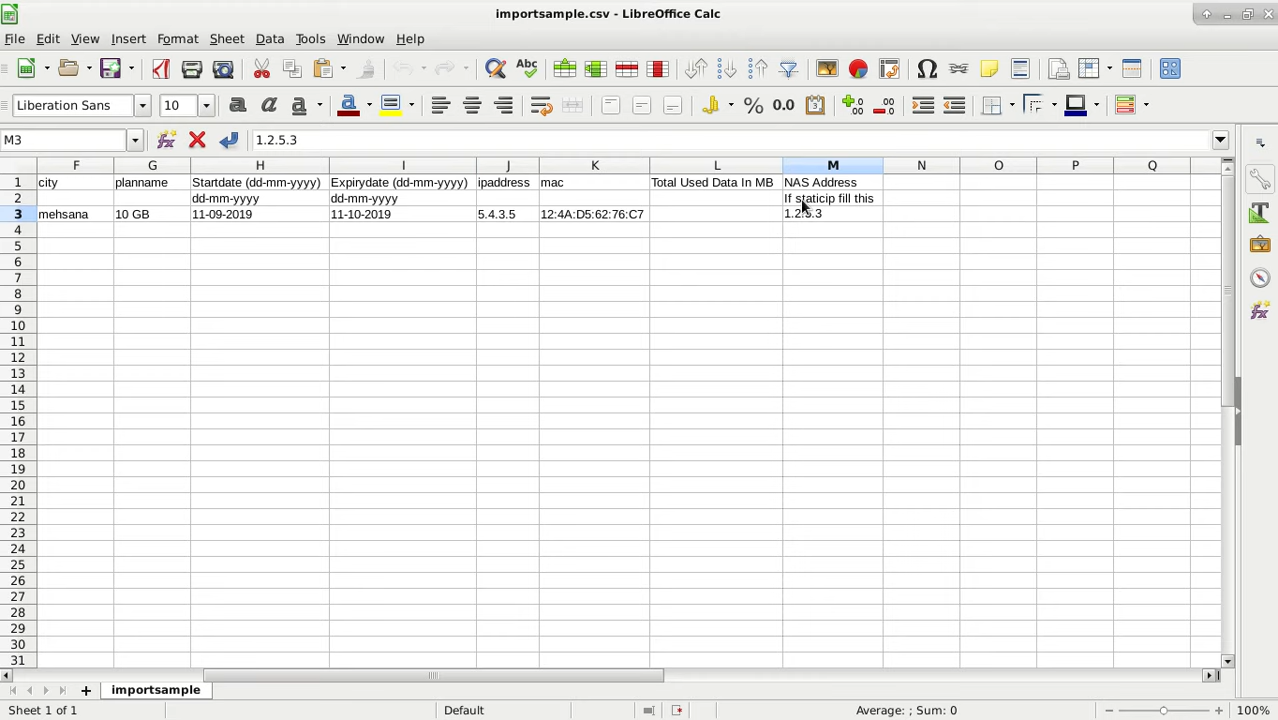 importsample.csv - LibreOffice Calc
File Edit View Insert Format Sheet Data Tools Window Help
Liberation Sans 10
M3 1.2.5.3
F G H I J K L M N O P Q
1 city planname Startdate (dd-mm-yyyy) Expirydate (dd-mm-yyyy) ipaddress mac Total Used Data In MB NAS Address
2 dd-mm-yyyy dd-mm-yyyy If staticip fill this
3 mehsana 10 GB 11-09-2019 11-10-2019 5.4.3.5 12:4A:D5:62:76:C7 1.2.5.3
4
5
6
7
8
9
10
11
12
13
14
15
16
17
18
19
20
21
22
23
24
25
26
27
28
29
30
31
importsample
Sheet 1 of 1 Default Average: ; Sum: 0 100%